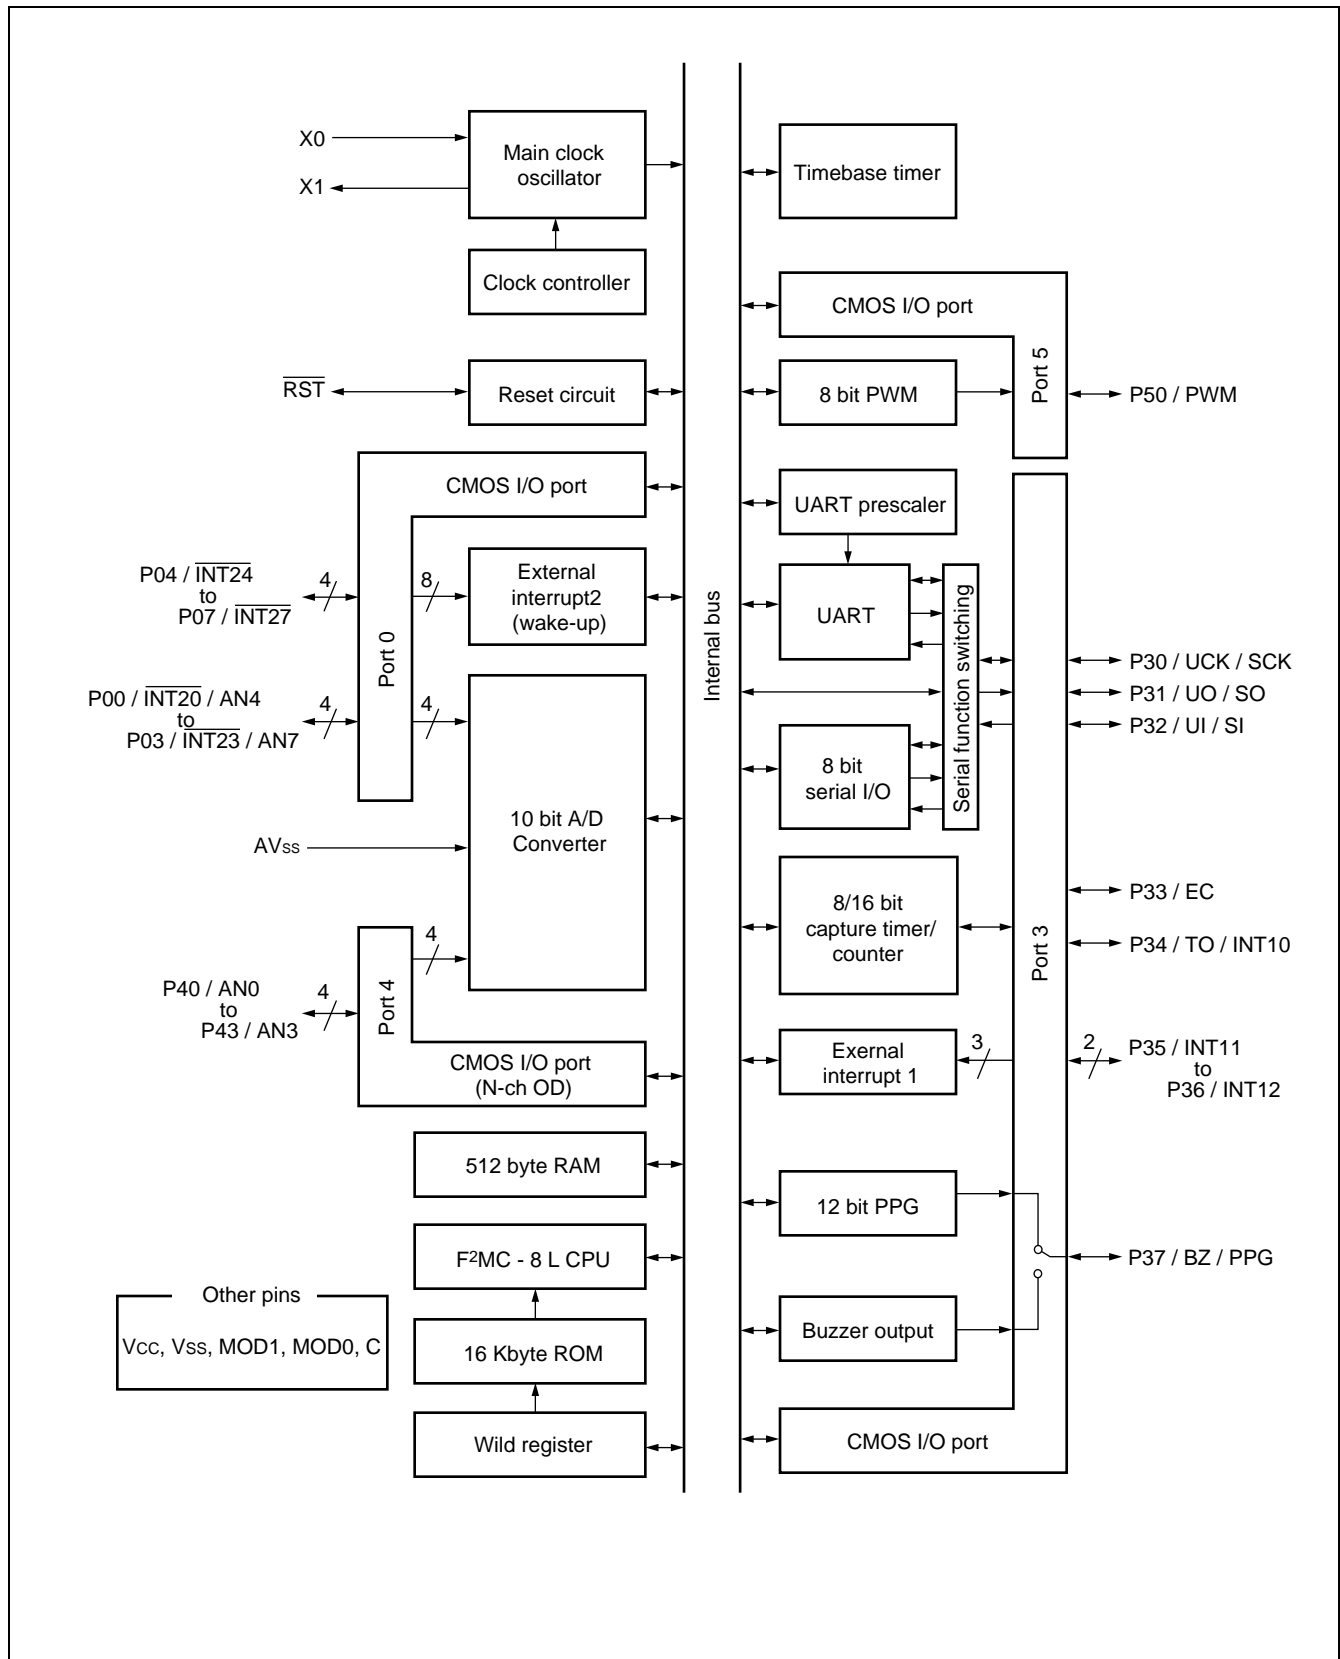 X0
X1
Main clock
oscillator
Clock controller
RST
Reset circuit
CMOS I/O port
Port 0
P04 / INT24
to
P07 / INT27
4
8
External
interrupt2
(wake-up)
P00 / INT20 / AN4
to
P03 / INT23 / AN7
4
4
10 bit A/D
Converter
AVss
P40 / AN0
to
P43 / AN3
4
4
Port 4
CMOS I/O port
(N-ch OD)
512 byte RAM
F²MC - 8 L CPU
16 Kbyte ROM
Wild register
Other pins
Vcc, Vss, MOD1, MOD0, C
Internal bus
Timebase timer
CMOS I/O port
Port 5
8 bit PWM
P50 / PWM
UART prescaler
UART
Serial function switching
8 bit
serial I/O
P30 / UCK / SCK
P31 / UO / SO
P32 / UI / SI
8/16 bit
capture timer/
counter
P33 / EC
P34 / TO / INT10
Port 3
Exernal
interrupt 1
3
2
P35 / INT11
to
P36 / INT12
12 bit PPG
P37 / BZ / PPG
Buzzer output
CMOS I/O port